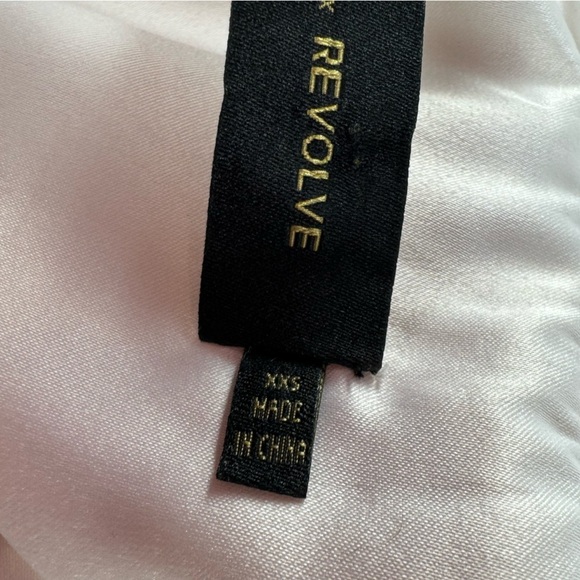 x REVOLVE
XXS
MADE
IN CHINA